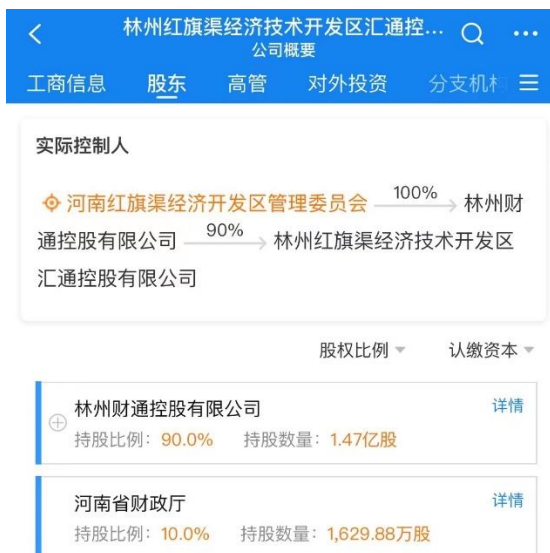 林州红旗渠经济技术开发区汇通控...
公司概要
工商信息 股东 高管 对外投资 分支机构
实际控制人
河南红旗渠经济开发区管理委员会 100% 林州财
通控股有限公司 90% 林州红旗渠经济技术开发区
汇通控股有限公司
股权比例 认缴资本
林州财通控股有限公司 详情
持股比例：90.0% 持股数量：1.47亿股
河南省财政厅 详情
持股比例：10.0% 持股数量：1,629.88万股